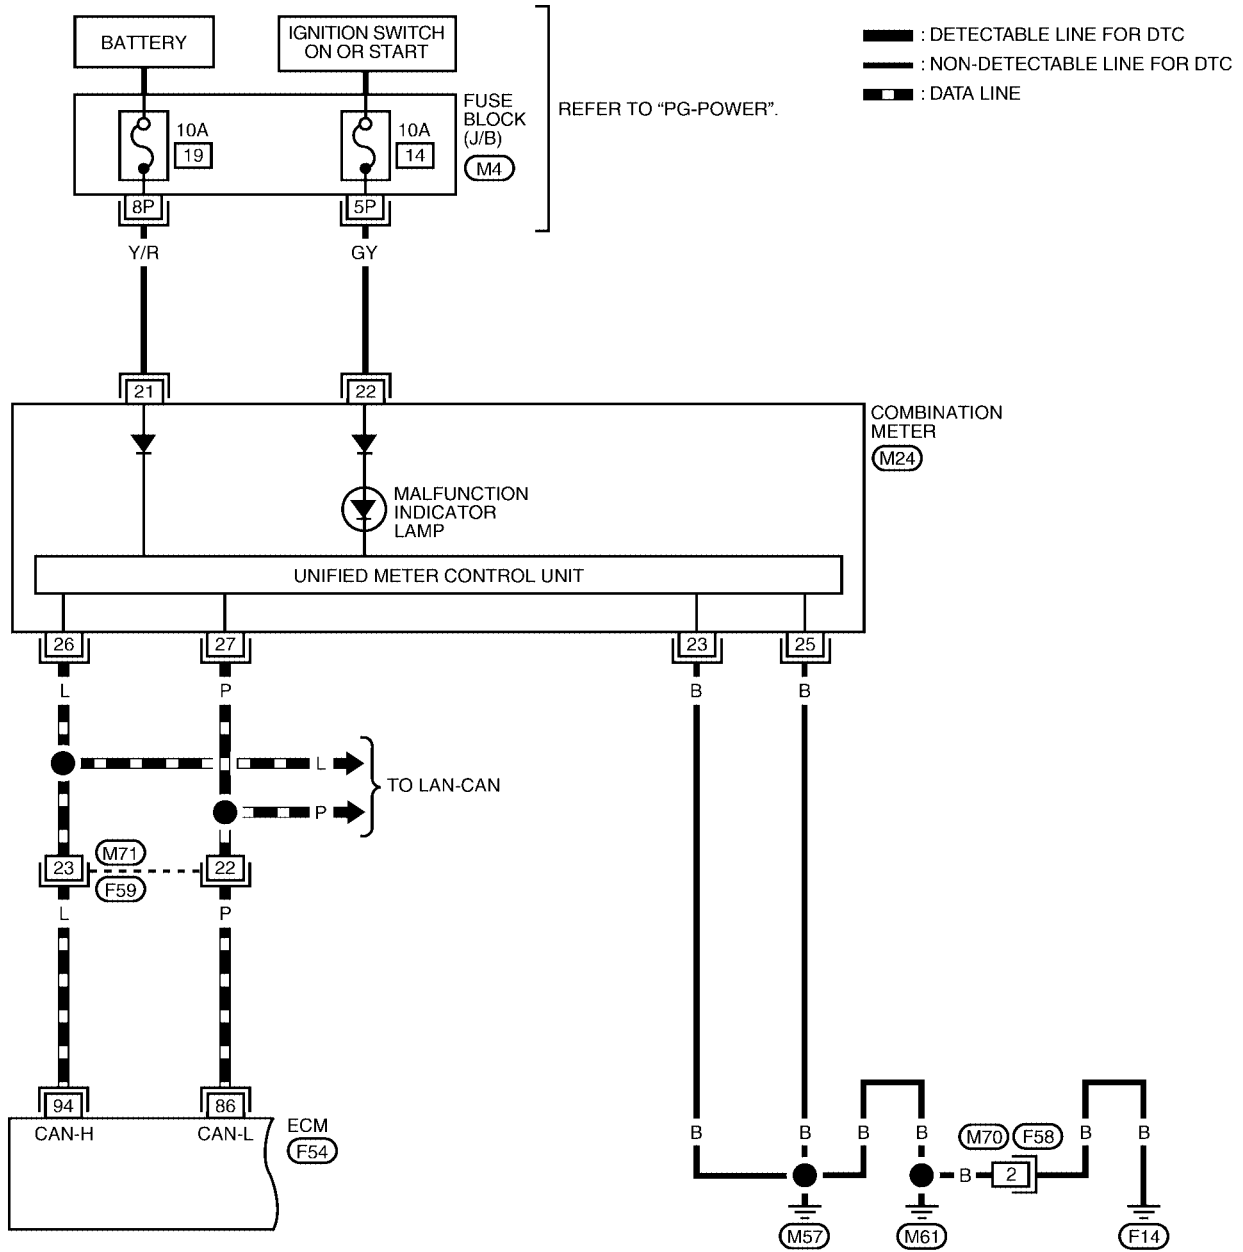 BATTERY
IGNITION SWITCH
ON OR START
: DETECTABLE LINE FOR DTC
: NON-DETECTABLE LINE FOR DTC
: DATA LINE
10A
19
10A
14
FUSE
BLOCK
(J/B)
M4
REFER TO “PG-POWER”.
8P
5P
Y/R
GY
21
22
COMBINATION
METER
M24
MALFUNCTION
INDICATOR
LAMP
UNIFIED METER CONTROL UNIT
26
27
23
25
L
P
B
B
L
P
TO LAN-CAN
23
M71
F59
22
L
P
94
86
CAN-H
CAN-L
ECM
F54
B
B
B
B
M70
F58
B
B
B
2
M57
M61
F14